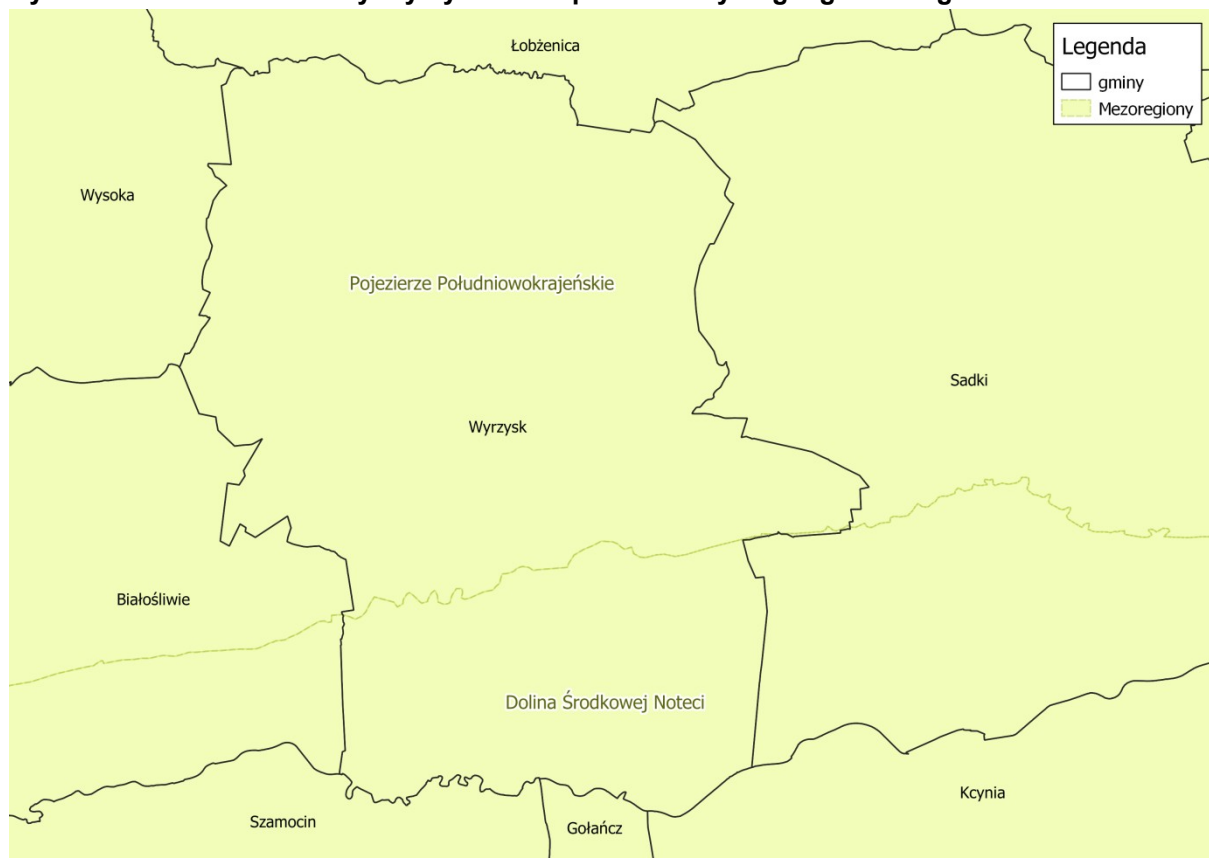 Łobżenica
Legenda
gminy
Mezoregiony
Wysoka
Pojezierze Południowokrajeńskie
Sadki
Wyrzysk
Białośliwie
Dolina Środkowej Noteci
Kcynia
Szamocin
Gołańcz